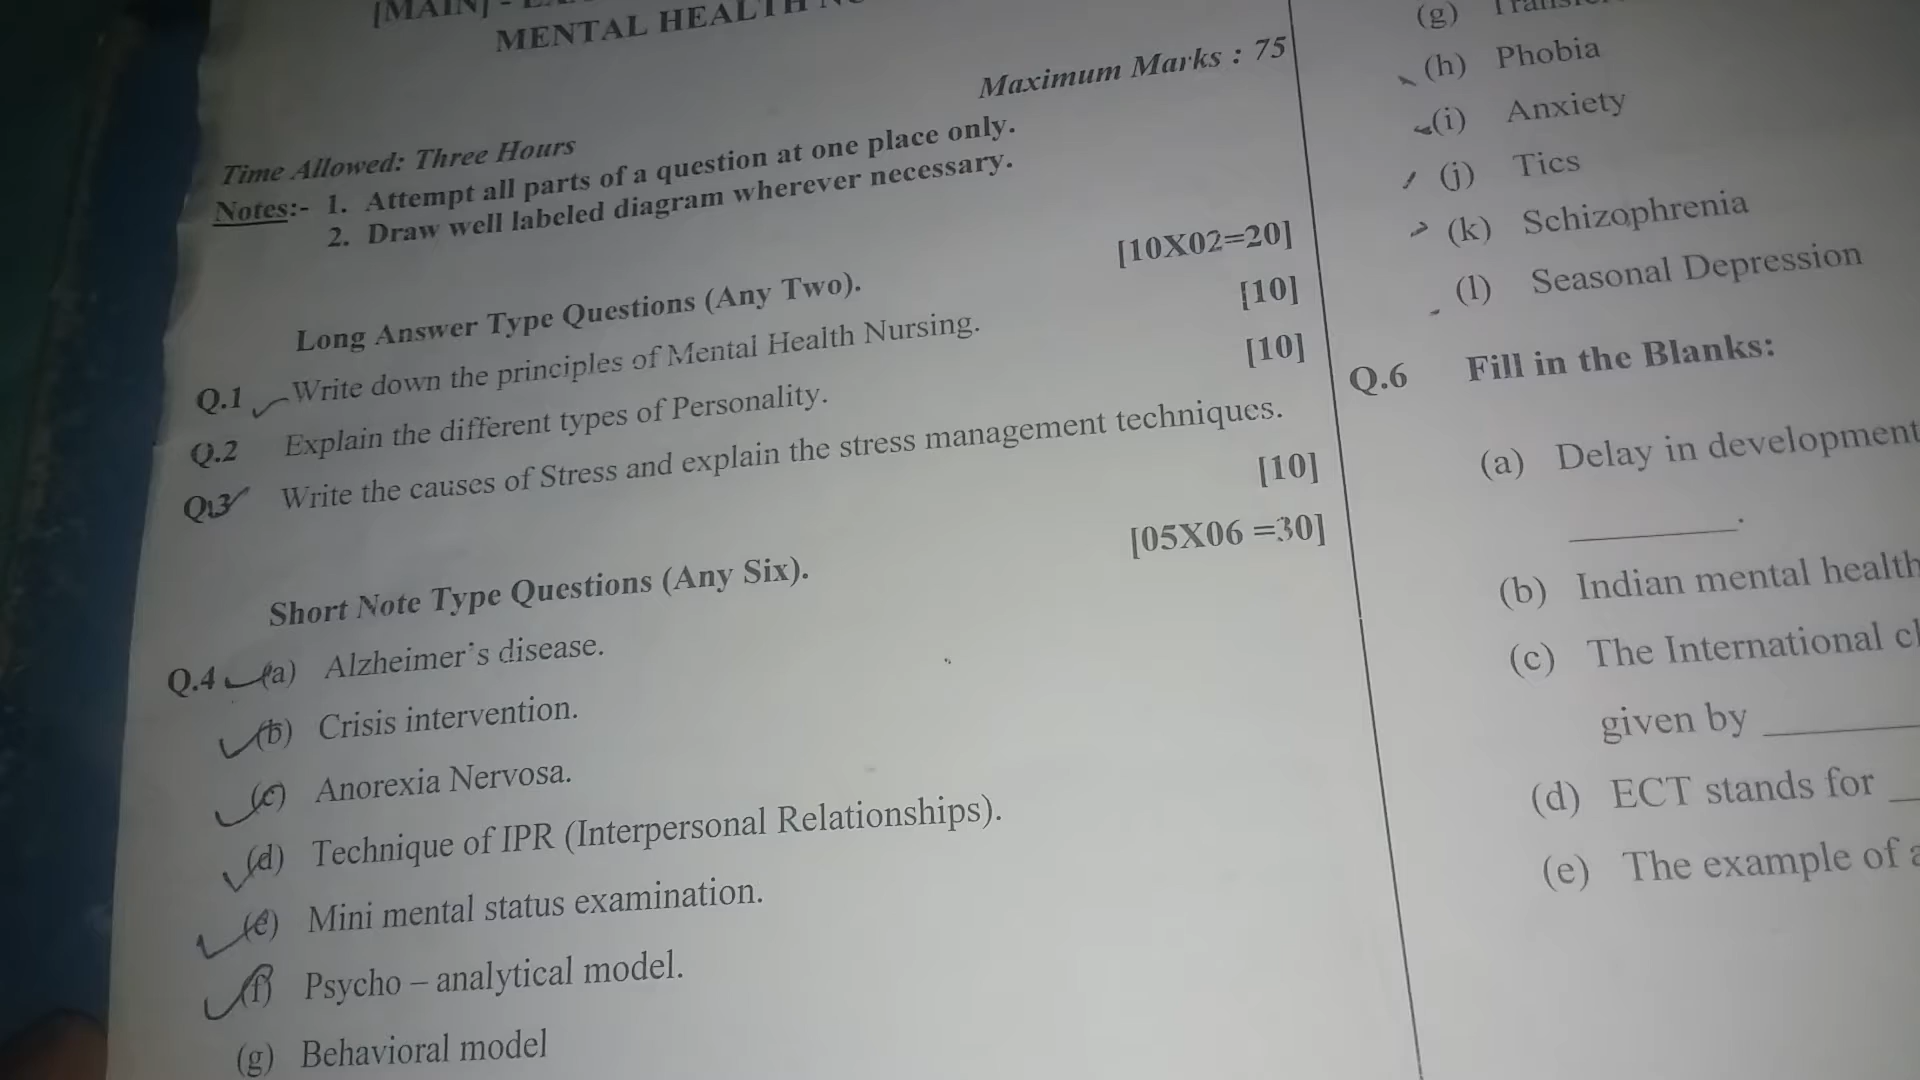 [MAIN] -
MENTAL HEALTH
Maximum Marks : 75
Time Allowed: Three Hours
Notes:- 1. Attempt all parts of a question at one place only.
2. Draw well labeled diagram wherever necessary.
Long Answer Type Questions (Any Two). [10X02=20]
Q.1 Write down the principles of Mental Health Nursing. [10]
Q.2 Explain the different types of Personality. [10]
Q.3 Write the causes of Stress and explain the stress management techniques.
[10]
Short Note Type Questions (Any Six). [05X06 =30]
Q.4 (a) Alzheimer's disease.
(b) Crisis intervention.
(c) Anorexia Nervosa.
(d) Technique of IPR (Interpersonal Relationships).
(e) Mini mental status examination.
(f) Psycho – analytical model.
(g) Behavioral model
(g)
(h) Phobia
(i) Anxiety
(j) Tics
(k) Schizophrenia
(l) Seasonal Depression
Q.6 Fill in the Blanks:
(a) Delay in development
________.
(b) Indian mental health
(c) The International
given by ________
(d) ECT stands for
(e) The example of